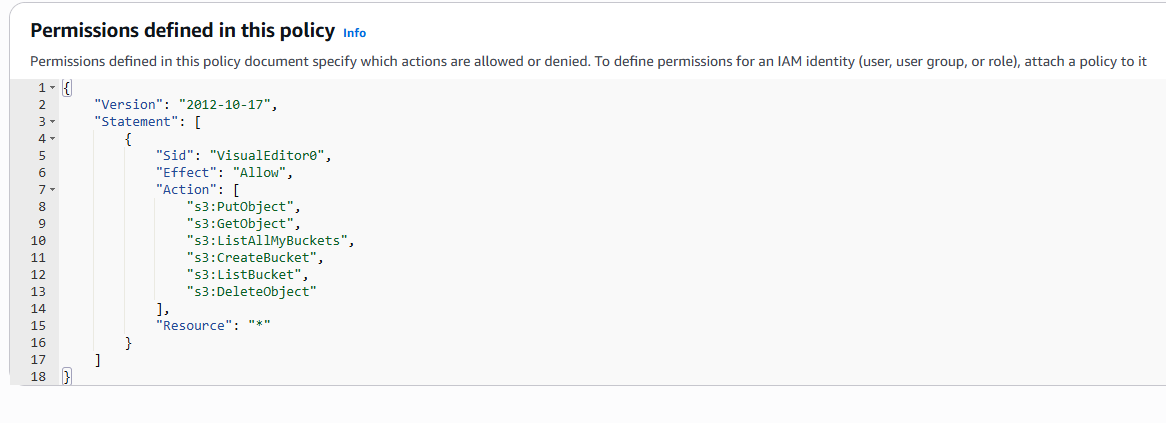 Permissions defined in this policy Info
Permissions defined in this policy document specify which actions are allowed or denied. To define permissions for an IAM identity (user, user group, or role), attach a policy to it
1 {
2     "Version": "2012-10-17",
3     "Statement": [
4         {
5             "Sid": "VisualEditor0",
6             "Effect": "Allow",
7             "Action": [
8                 "s3:PutObject",
9                 "s3:GetObject",
10                 "s3:ListAllMyBuckets",
11                 "s3:CreateBucket",
12                 "s3:ListBucket",
13                 "s3:DeleteObject"
14             ],
15             "Resource": "*"
16         }
17     ]
18 }